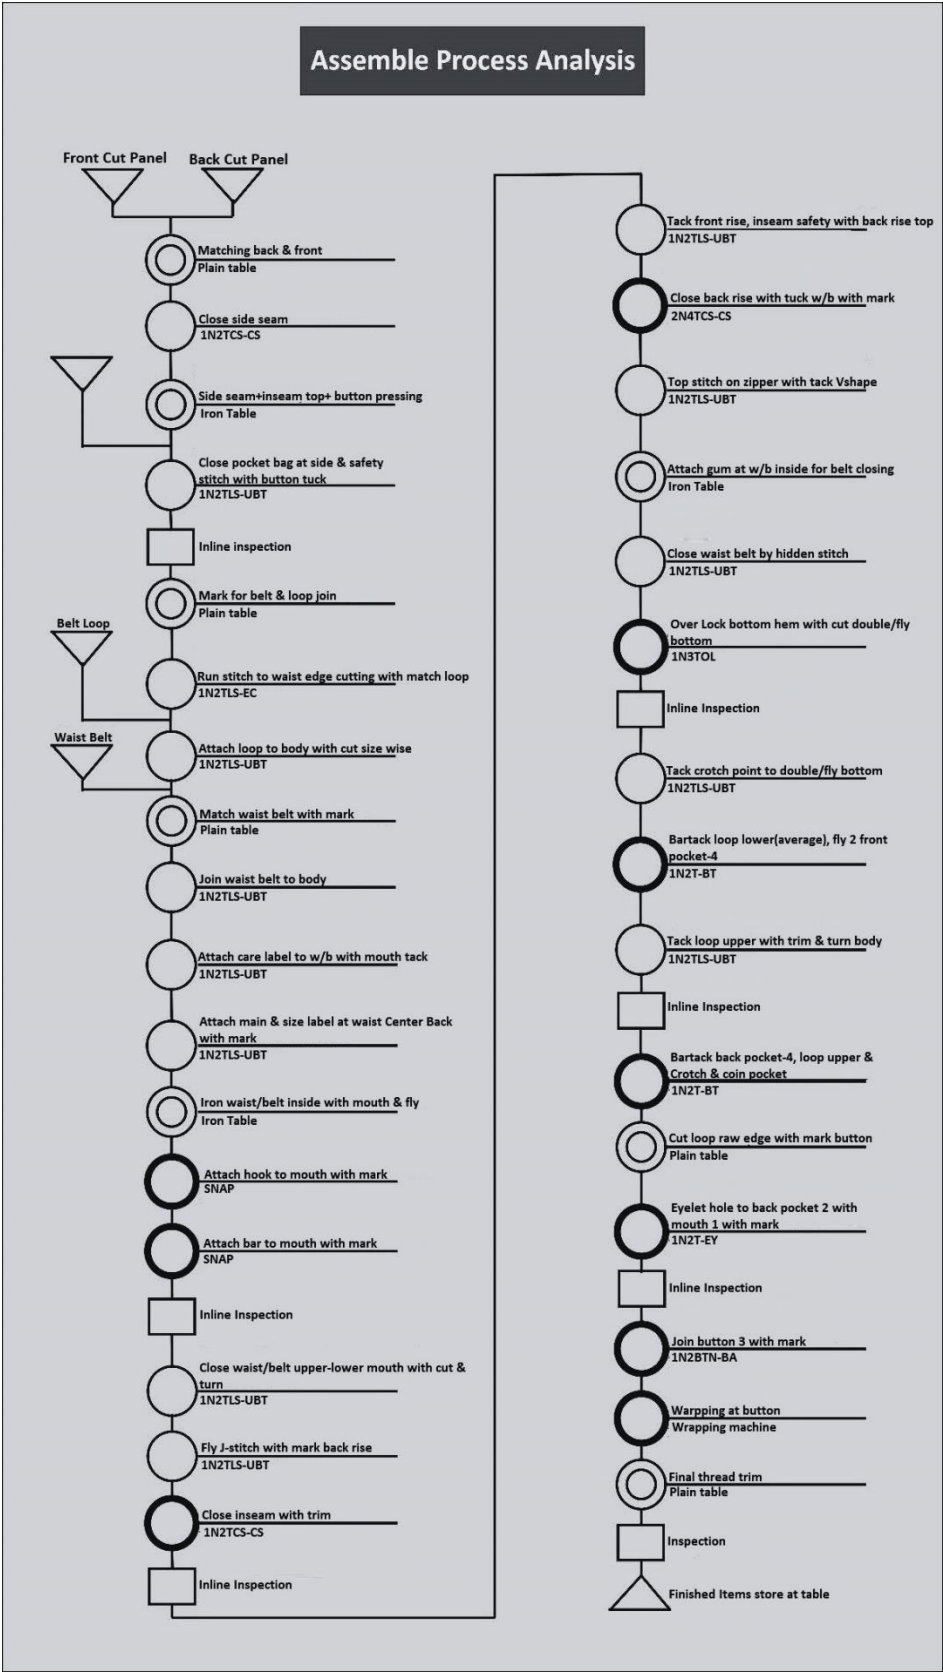 Assemble Process Analysis
Front Cut Panel
Back Cut Panel
Matching back & front
Plain table
Close side seam
1N2TCS-CS
Side seam+inseam top+ button pressing
Iron Table
Close pocket bag at side & safety
stitch with button tuck
1N2TLS-UBT
Inline inspection
Mark for belt & loop join
Plain table
Belt Loop
Run stitch to waist edge cutting with match loop
1N2TLS-EC
Waist Belt
Attach loop to body with cut size wise
1N2TLS-UBT
Match waist belt with mark
Plain table
Join waist belt to body
1N2TLS-UBT
Attach care label to w/b with mouth tack
1N2TLS-UBT
Attach main & size label at waist Center Back
with mark
1N2TLS-UBT
Iron waist/belt inside with mouth & fly
Iron Table
Attach hook to mouth with mark
SNAP
Attach bar to mouth with mark
SNAP
Inline Inspection
Close waist/belt upper-lower mouth with cut &
turn
1N2TLS-UBT
Fly J-stitch with mark back rise
1N2TLS-UBT
Close inseam with trim
1N2TCS-CS
Inline Inspection
Tack front rise, inseam safety with back rise top
1N2TLS-UBT
Close back rise with tuck w/b with mark
2N4TCS-CS
Top stitch on zipper with tack Vshape
1N2TLS-UBT
Attach gum at w/b inside for belt closing
Iron Table
Close waist belt by hidden stitch
1N2TLS-UBT
Over Lock bottom hem with cut double/fly
bottom
1N3TOL
Inline Inspection
Tack crotch point to double/fly bottom
1N2TLS-UBT
Bartack loop lower(average), fly 2 front
pocket-4
1N2T-BT
Tack loop upper with trim & turn body
1N2TLS-UBT
Inline Inspection
Bartack back pocket-4, loop upper &
Crotch & coin pocket
1N2T-BT
Cut loop raw edge with mark button
Plain table
Eyelet hole to back pocket 2 with
mouth 1 with mark
1N2T-EY
Inline Inspection
Join button 3 with mark
1N2BTN-BA
Warpping at button
Wrapping machine
Final thread trim
Plain table
Inspection
Finished Items store at table